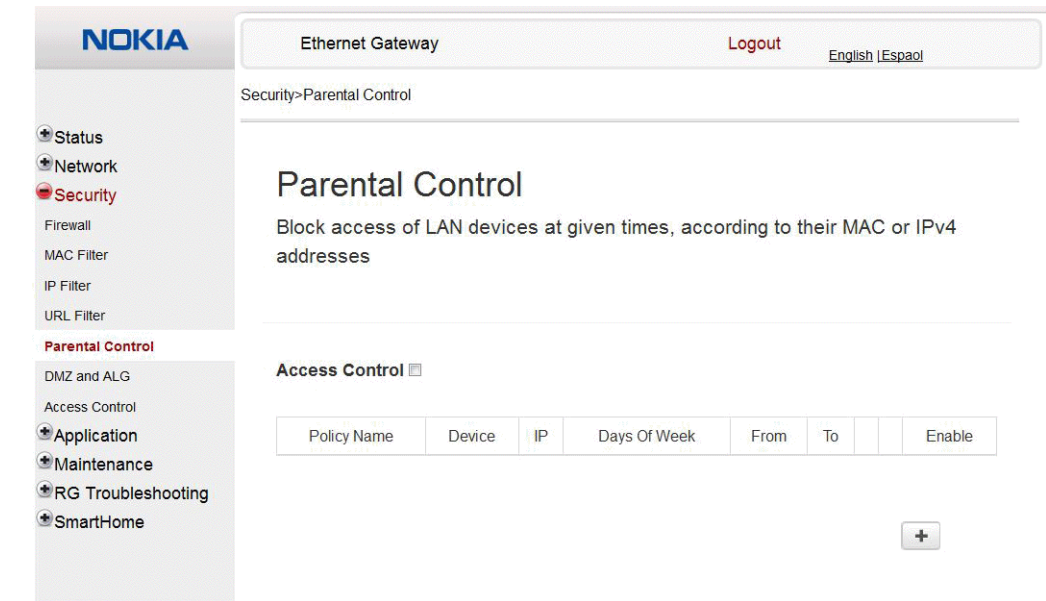 NOKIA
Ethernet Gateway
Logout
English |Espaol
Security>Parental Control
Status
Network
Security
Firewall
MAC Filter
IP Filter
URL Filter
Parental Control
DMZ and ALG
Access Control
Application
Maintenance
RG Troubleshooting
SmartHome
Parental Control
Block access of LAN devices at given times, according to their MAC or IPv4
addresses
Access Control
Policy Name Device IP Days Of Week From To Enable